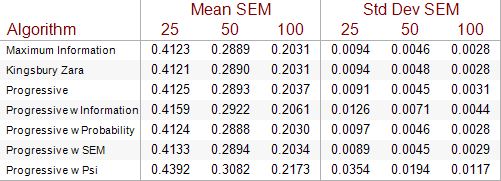 Mean SEM Std Dev SEM
Algorithm 25 50 100 25 50 100
Maximum Information 0.4123 0.2889 0.2031 0.0094 0.0046 0.0028
Kingsbury Zara 0.4121 0.2890 0.2031 0.0094 0.0048 0.0028
Progressive 0.4125 0.2893 0.2037 0.0091 0.0045 0.0031
Progressive w Information 0.4159 0.2922 0.2061 0.0126 0.0071 0.0044
Progressive w Probability 0.4124 0.2888 0.2030 0.0097 0.0046 0.0028
Progressive w SEM 0.4133 0.2894 0.2034 0.0089 0.0045 0.0029
Progressive w Psi 0.4392 0.3082 0.2173 0.0354 0.0194 0.0117